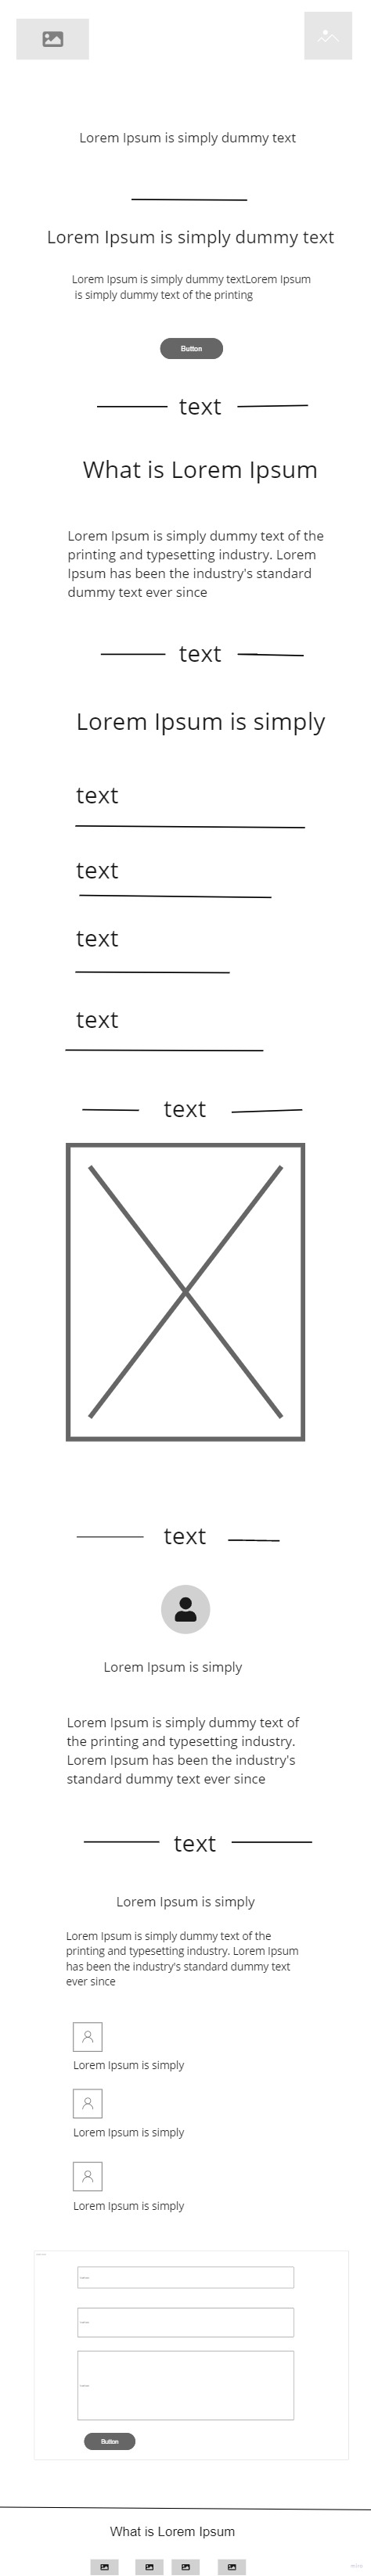 Lorem Ipsum is simply dummy text
Lorem Ipsum is simply dummy text
Lorem Ipsum is simply dummy textLorem Ipsum
is simply dummy text of the printing
Button
text
What is Lorem Ipsum
Lorem Ipsum is simply dummy text of the
printing and typesetting industry. Lorem
Ipsum has been the industry's standard
dummy text ever since
text
Lorem Ipsum is simply
text
text
text
text
text
text
Lorem Ipsum is simply
Lorem Ipsum is simply dummy text of
the printing and typesetting industry.
Lorem Ipsum has been the industry's
standard dummy text ever since
text
Lorem Ipsum is simply
Lorem Ipsum is simply dummy text of the
printing and typesetting industry. Lorem Ipsum
has been the industry's standard dummy text
ever since
Lorem Ipsum is simply
Lorem Ipsum is simply
Lorem Ipsum is simply
Button
What is Lorem Ipsum